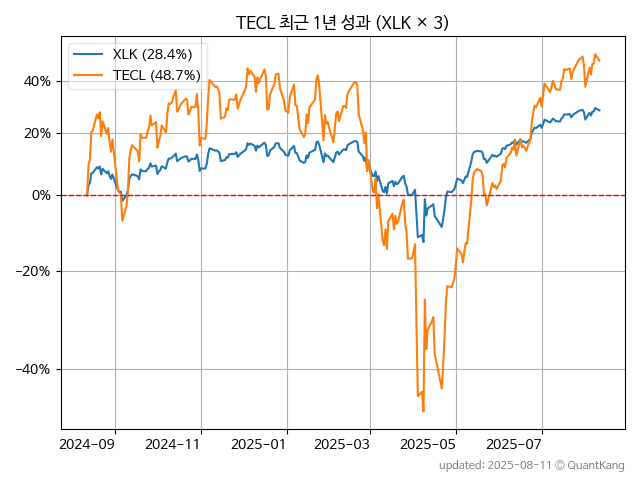 TECL 최근 1년 성과 (XLK × 3)
XLK (28.4%)
TECL (48.7%)
40%
20%
0%
−20%
−40%
2024-09
2024-11
2025-01
2025-03
2025-05
2025-07
updated: 2025-08-11 ⓒ QuantKang